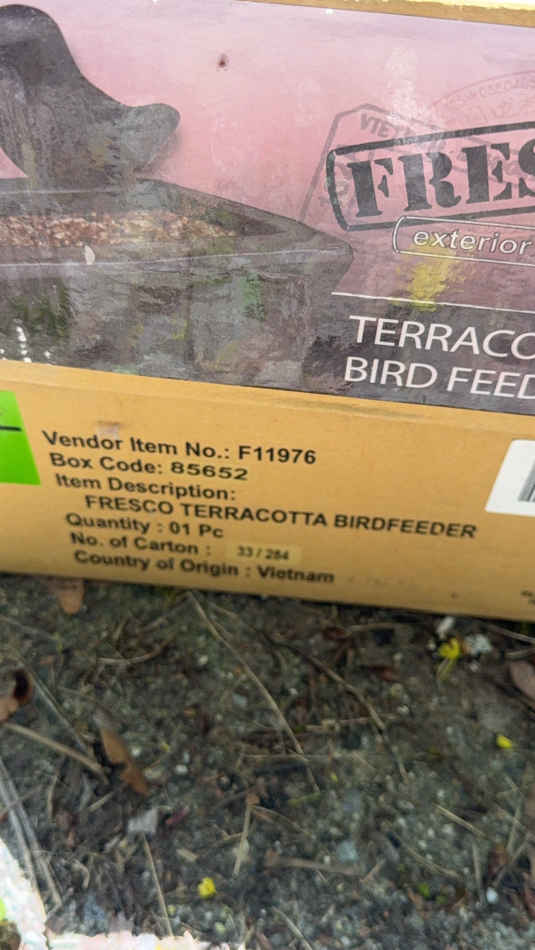 VIETN
FRES
exterior
TERRACO
BIRD FEED
Vendor Item No.: F11976
Box Code: 85652
Item Description:
FRESCO TERRACOTTA BIRDFEEDER
Quantity : 01 Pc
No. of Carton : 33 / 284
Country of Origin : Vietnam